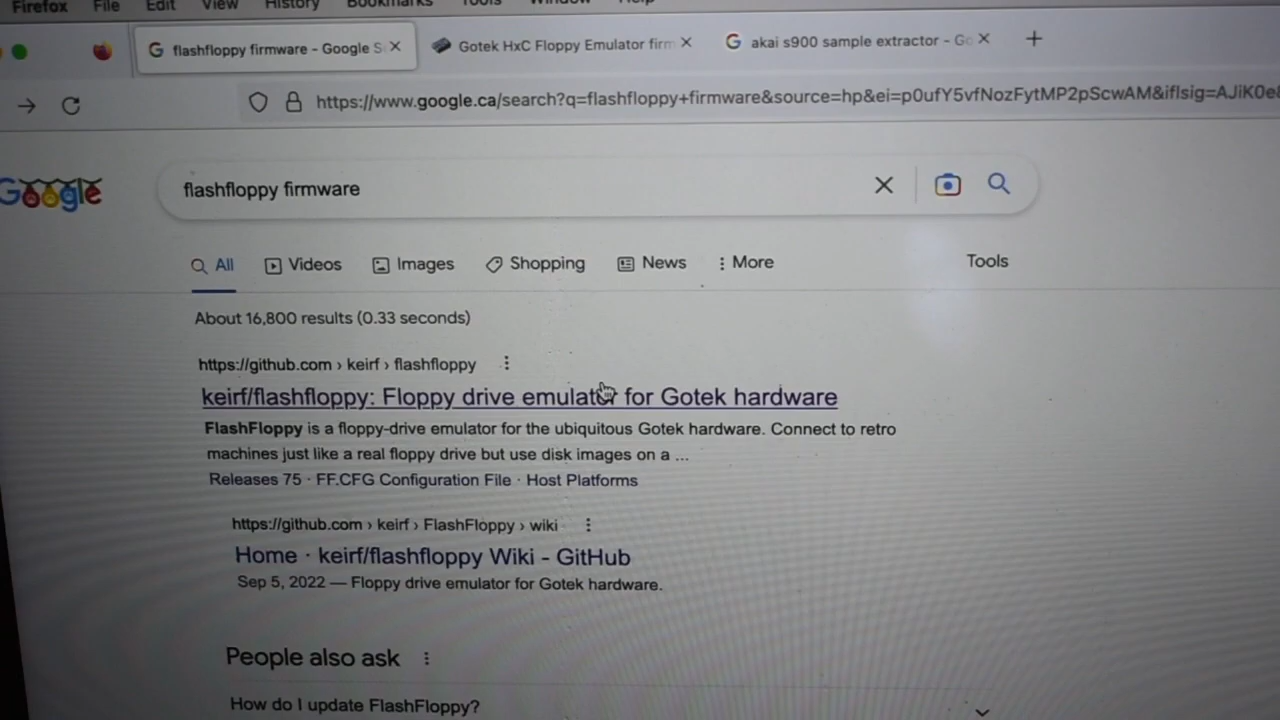 Firefox File Edit View History Bookmarks Tools Window Help
flashfloppy firmware - Google S
Gotek HxC Floppy Emulator firm
akai s900 sample extractor - Go
https://www.google.ca/search?q=flashfloppy+firmware&source=hp&ei=p0ufY5vfNozFytMP2pScwAM&iflsig=AJiK0e8
Google
flashfloppy firmware
All Videos Images Shopping News More Tools
About 16,800 results (0.33 seconds)
https://github.com › keirf › flashfloppy
keirf/flashfloppy: Floppy drive emulator for Gotek hardware
FlashFloppy is a floppy-drive emulator for the ubiquitous Gotek hardware. Connect to retro
machines just like a real floppy drive but use disk images on a ...
Releases 75 · FF.CFG Configuration File · Host Platforms
https://github.com › keirf › FlashFloppy › wiki
Home · keirf/flashfloppy Wiki - GitHub
Sep 5, 2022 — Floppy drive emulator for Gotek hardware.
People also ask
How do I update FlashFloppy?